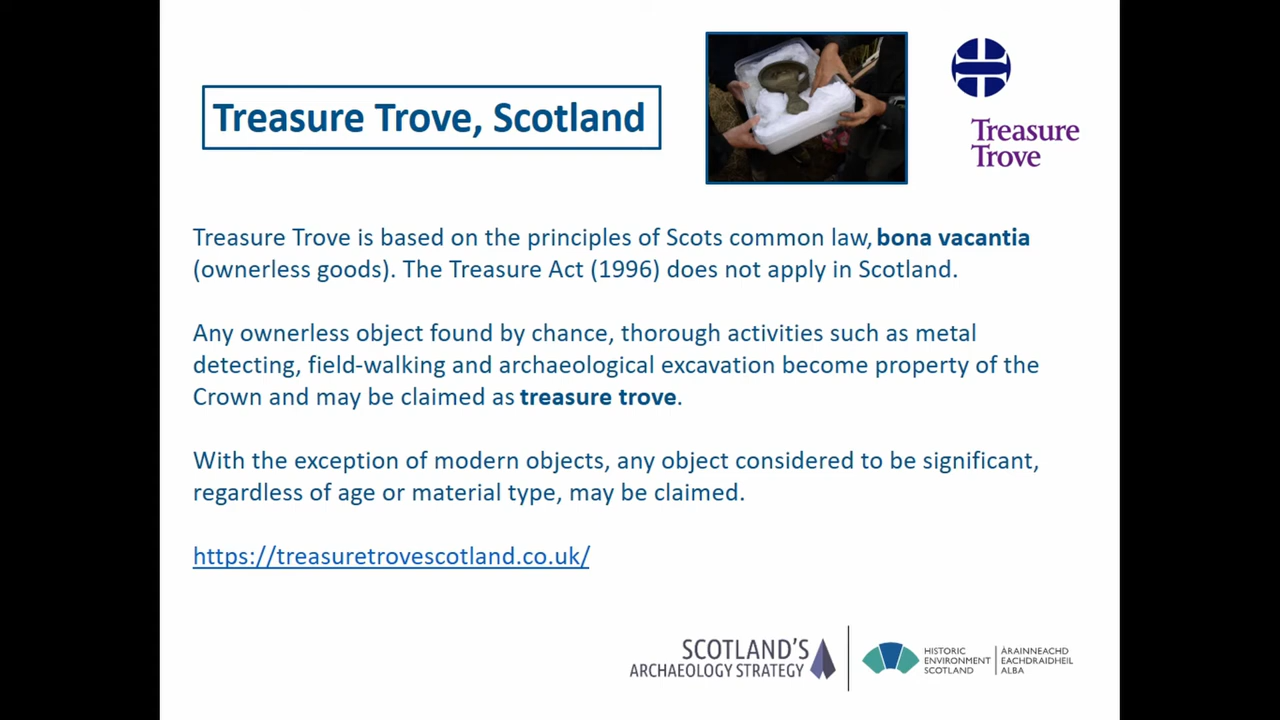 Treasure Trove, Scotland
Treasure
Trove
Treasure Trove is based on the principles of Scots common law, bona vacantia
(ownerless goods). The Treasure Act (1996) does not apply in Scotland.
Any ownerless object found by chance, thorough activities such as metal
detecting, field-walking and archaeological excavation become property of the
Crown and may be claimed as treasure trove.
With the exception of modern objects, any object considered to be significant,
regardless of age or material type, may be claimed.
https://treasuretrovescotland.co.uk/
SCOTLAND'S
ARCHAEOLOGY STRATEGY
HISTORIC
ENVIRONMENT
SCOTLAND
ÀRAINNEACHD
EACHDRAIDHEIL
ALBA